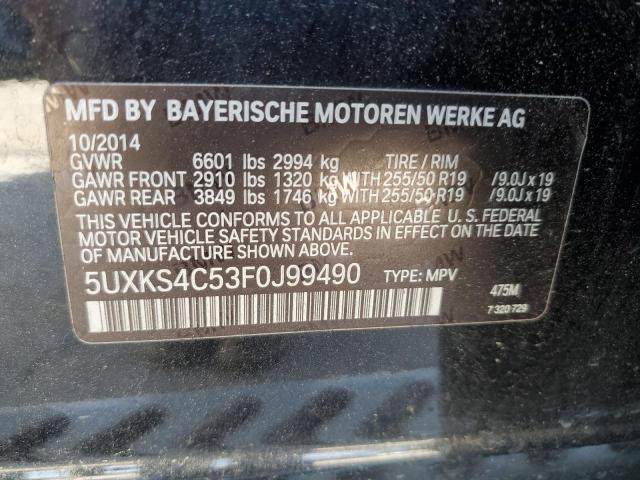 MFD BY BAYERISCHE MOTOREN WERKE AG
10/2014
GVWR 6601 lbs 2994 kg TIRE / RIM
GAWR FRONT 2910 lbs 1320 kg WITH 255/50 R19 / 9.0J x 19
GAWR REAR 3849 lbs 1746 kg WITH 255/50 R19 / 9.0J x 19
THIS VEHICLE CONFORMS TO ALL APPLICABLE U. S. FEDERAL
MOTOR VEHICLE SAFETY STANDARDS IN EFFECT ON THE DATE
OF MANUFACTURE SHOWN ABOVE.
5UXKS4C53F0J99490 TYPE: MPV
475M
7 320 729